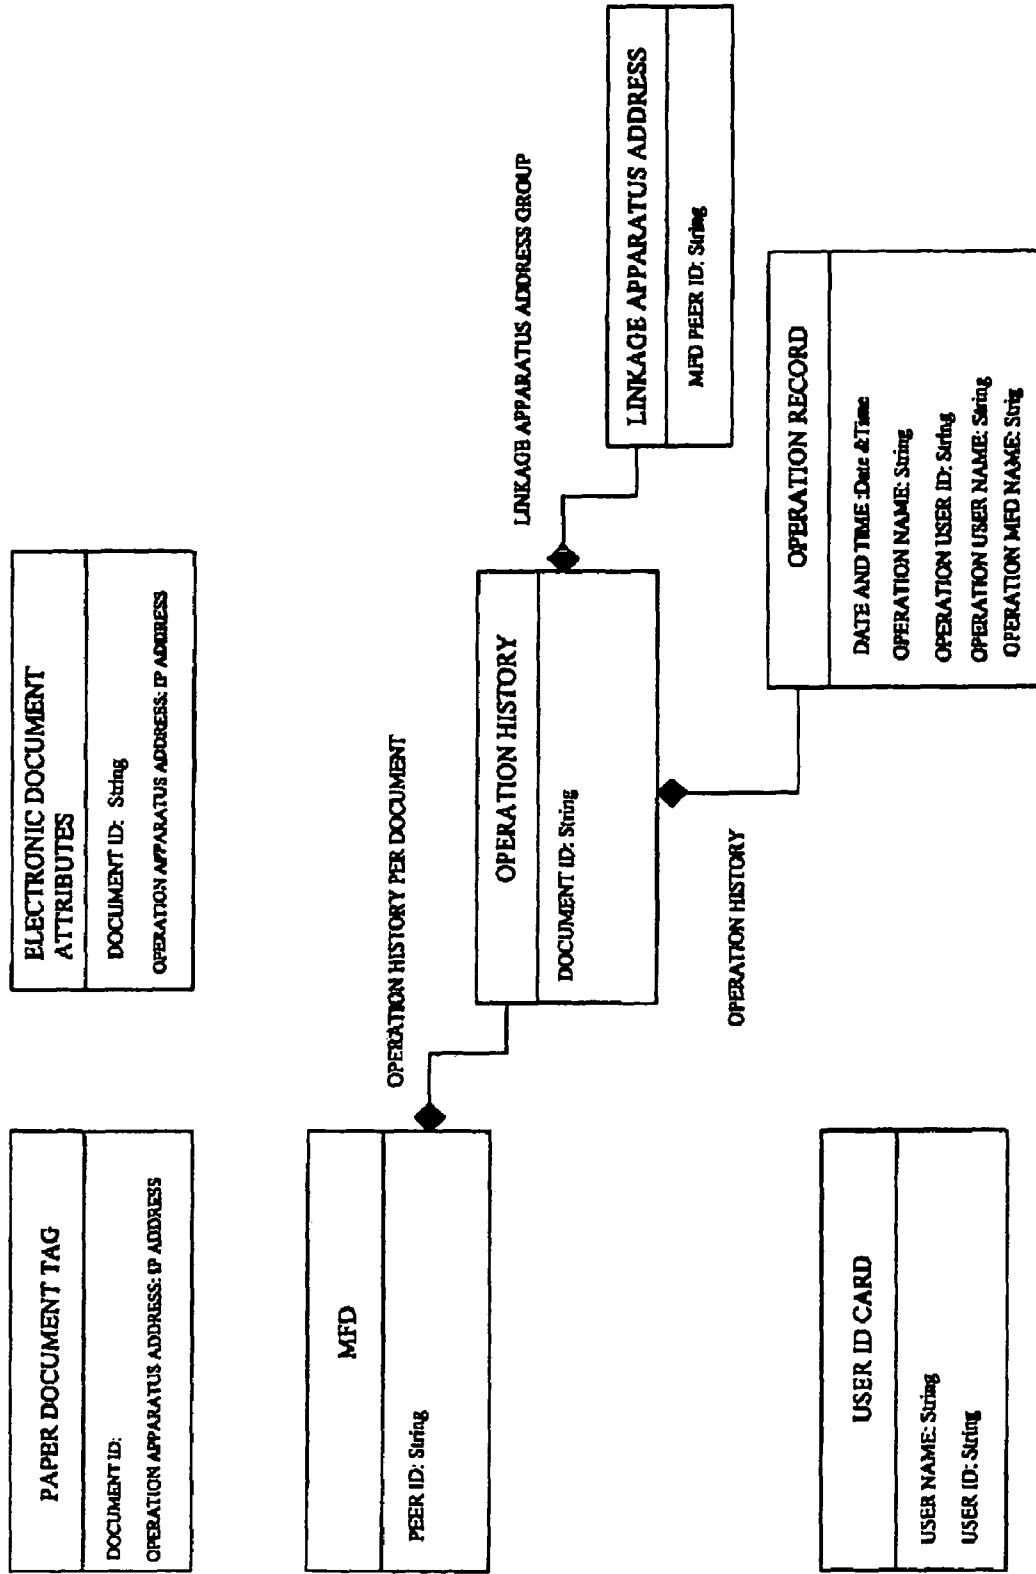 PAPER DOCUMENT TAG
DOCUMENT ID:
OPERATION APPARATUS ADDRESS: IP ADDRESS
ELECTRONIC DOCUMENT
ATTRIBUTES
DOCUMENT ID: String
OPERATION APPARATUS ADDRESS: IP ADDRESS
MFD
PEER ID: String
OPERATION HISTORY PER DOCUMENT
OPERATION HISTORY
DOCUMENT ID: String
LINKAGE APPARATUS ADDRESS GROUP
LINKAGE APPARATUS ADDRESS
MFD PEER ID: String
OPERATION HISTORY
OPERATION RECORD
DATE AND TIME :Date &Time
OPERATION NAME: String
OPERATION USER ID: String
OPERATION USER NAME: String
OPERATION MFD NAME: Strig
USER ID CARD
USER NAME: String
USER ID: String